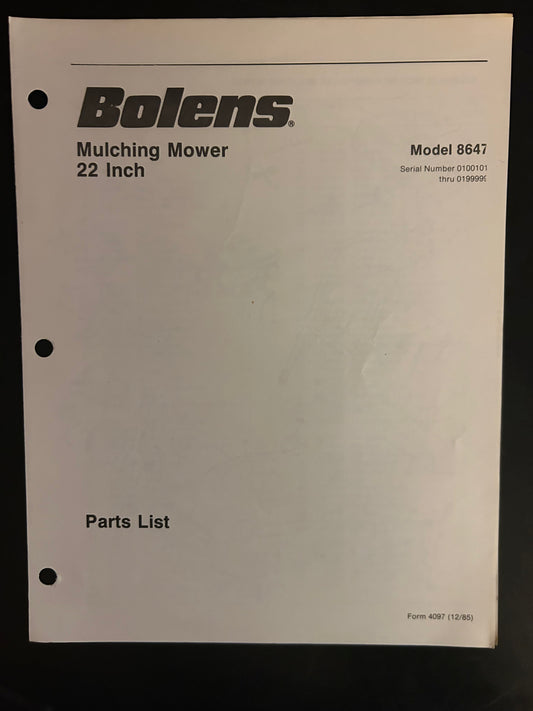 Bolens®
Mulching Mower
22 Inch
Model 8647
Serial Number 0100101
thru 0199999
Parts List
Form 4097 (12/85)